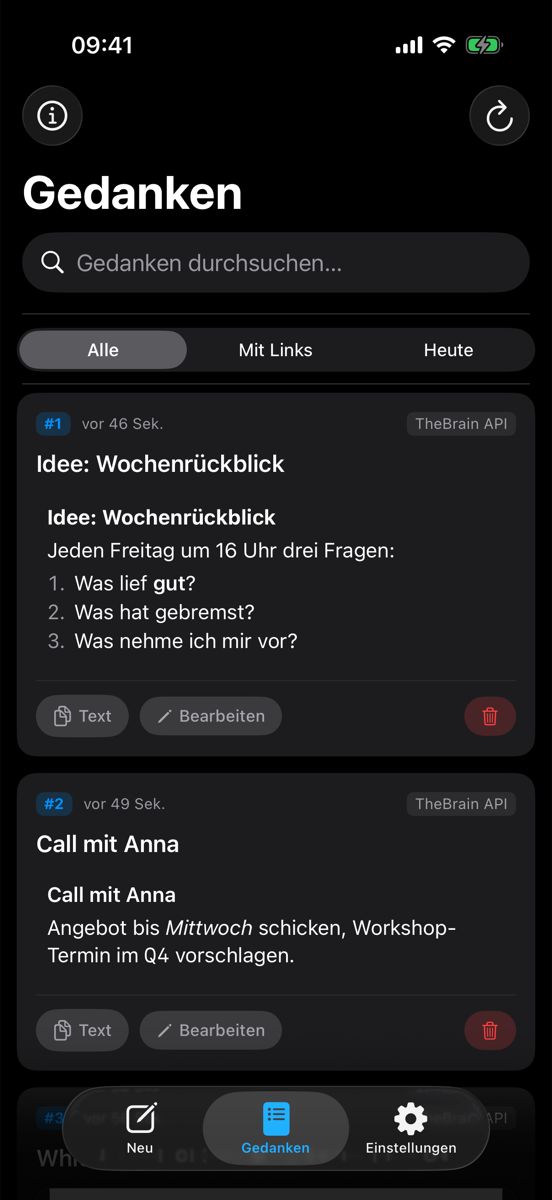 09:41
Gedanken
Gedanken durchsuchen...
Alle
Mit Links
Heute
#1 vor 46 Sek. TheBrain API
Idee: Wochenrückblick
Idee: Wochenrückblick
Jeden Freitag um 16 Uhr drei Fragen:
1. Was lief gut?
2. Was hat gebremst?
3. Was nehme ich mir vor?
Text
Bearbeiten
#2 vor 49 Sek. TheBrain API
Call mit Anna
Call mit Anna
Angebot bis Mittwoch schicken, Workshop-
Termin im Q4 vorschlagen.
Text
Bearbeiten
#3
Neu
Gedanken
Einstellungen